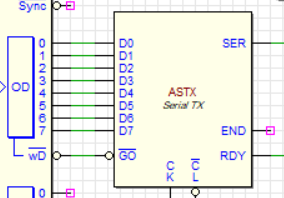 Sync
0 D0 SER
1 D1
2 D2
3 D3
OD 4 D4 ASTX
5 D5 Serial TX
6 D6
7 D7 END
wD GO RDY
C C
K L
0